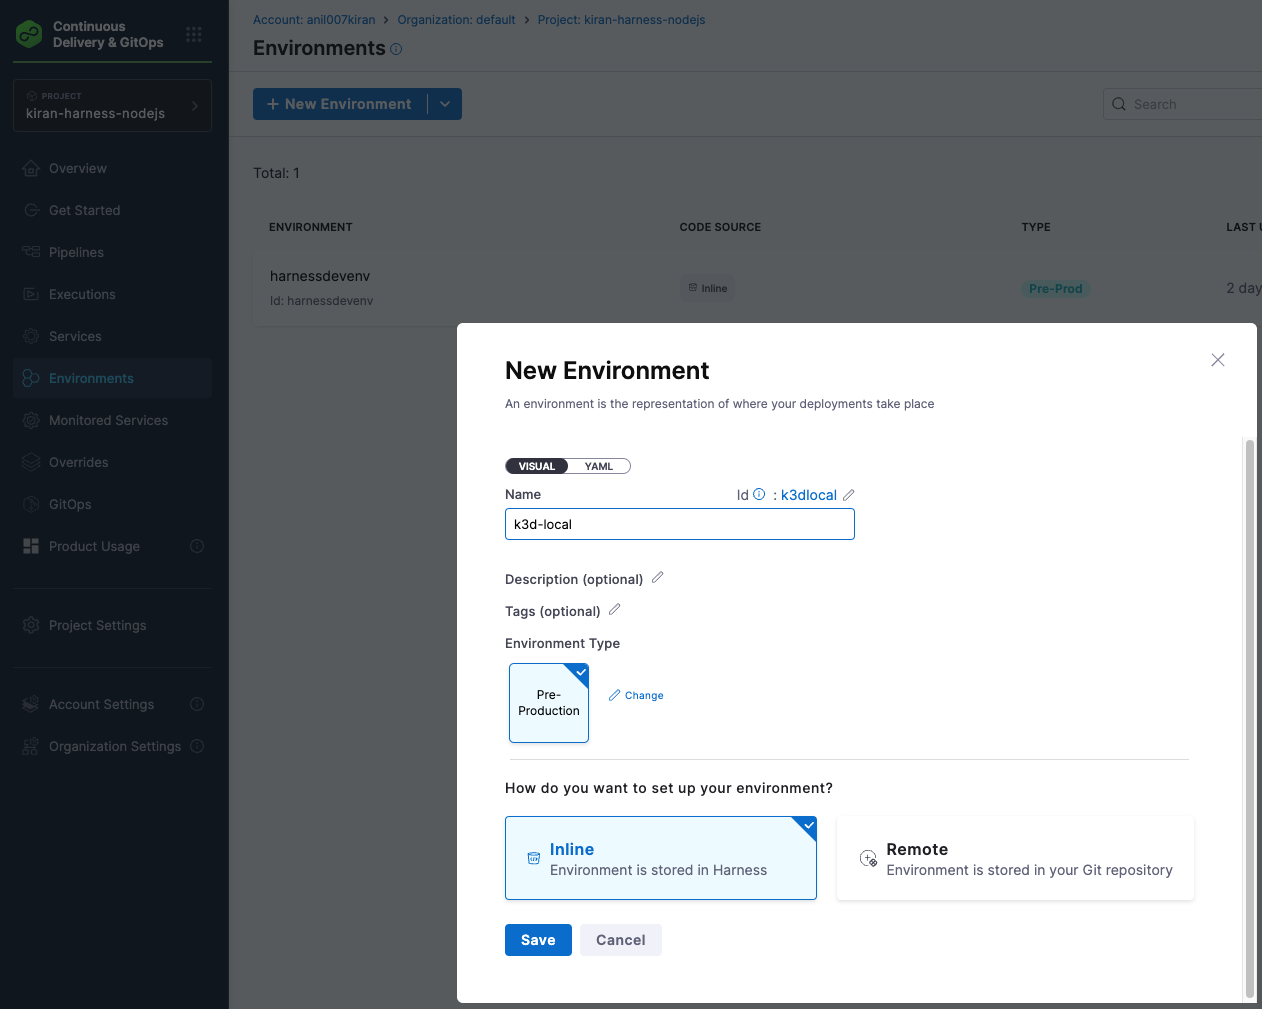 Continuous
Delivery & GitOps
PROJECT
kiran-harness-nodejs
Overview
Get Started
Pipelines
Executions
Services
Environments
Monitored Services
Overrides
GitOps
Product Usage
Project Settings
Account Settings
Organization Settings
Account: anil007kiran > Organization: default > Project: kiran-harness-nodejs
Environments
+ New Environment
Search
Total: 1
ENVIRONMENT CODE SOURCE TYPE LAST U
harnessdevenv
Id: harnessdevenv
Inline
Pre-Prod
2 day
New Environment
An environment is the representation of where your deployments take place
VISUAL YAML
Name Id : k3dlocal
k3d-local
Description (optional)
Tags (optional)
Environment Type
Pre-
Production
Change
How do you want to set up your environment?
Inline
Environment is stored in Harness
Remote
Environment is stored in your Git repository
Save Cancel